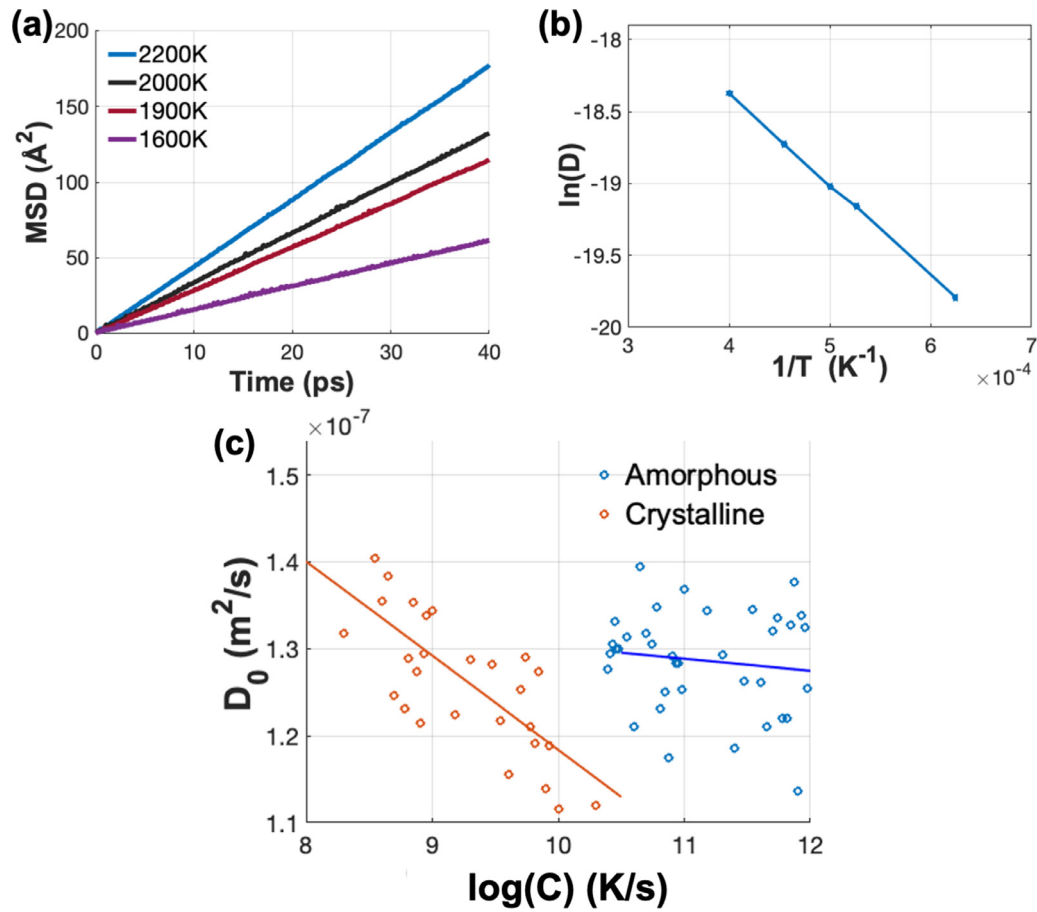 (a)
200
150
100
50
0
MSD (Å²)
2200K
2000K
1900K
1600K
0 10 20 30 40
Time (ps)
(b)
-18
-18.5
-19
-19.5
-20
ln(D)
3 4 5 6 7
1/T (K⁻¹)
×10⁻⁴
(c)
×10⁻⁷
1.5
1.4
1.3
1.2
1.1
D₀ (m²/s)
Amorphous
Crystalline
8 9 10 11 12
log(C) (K/s)